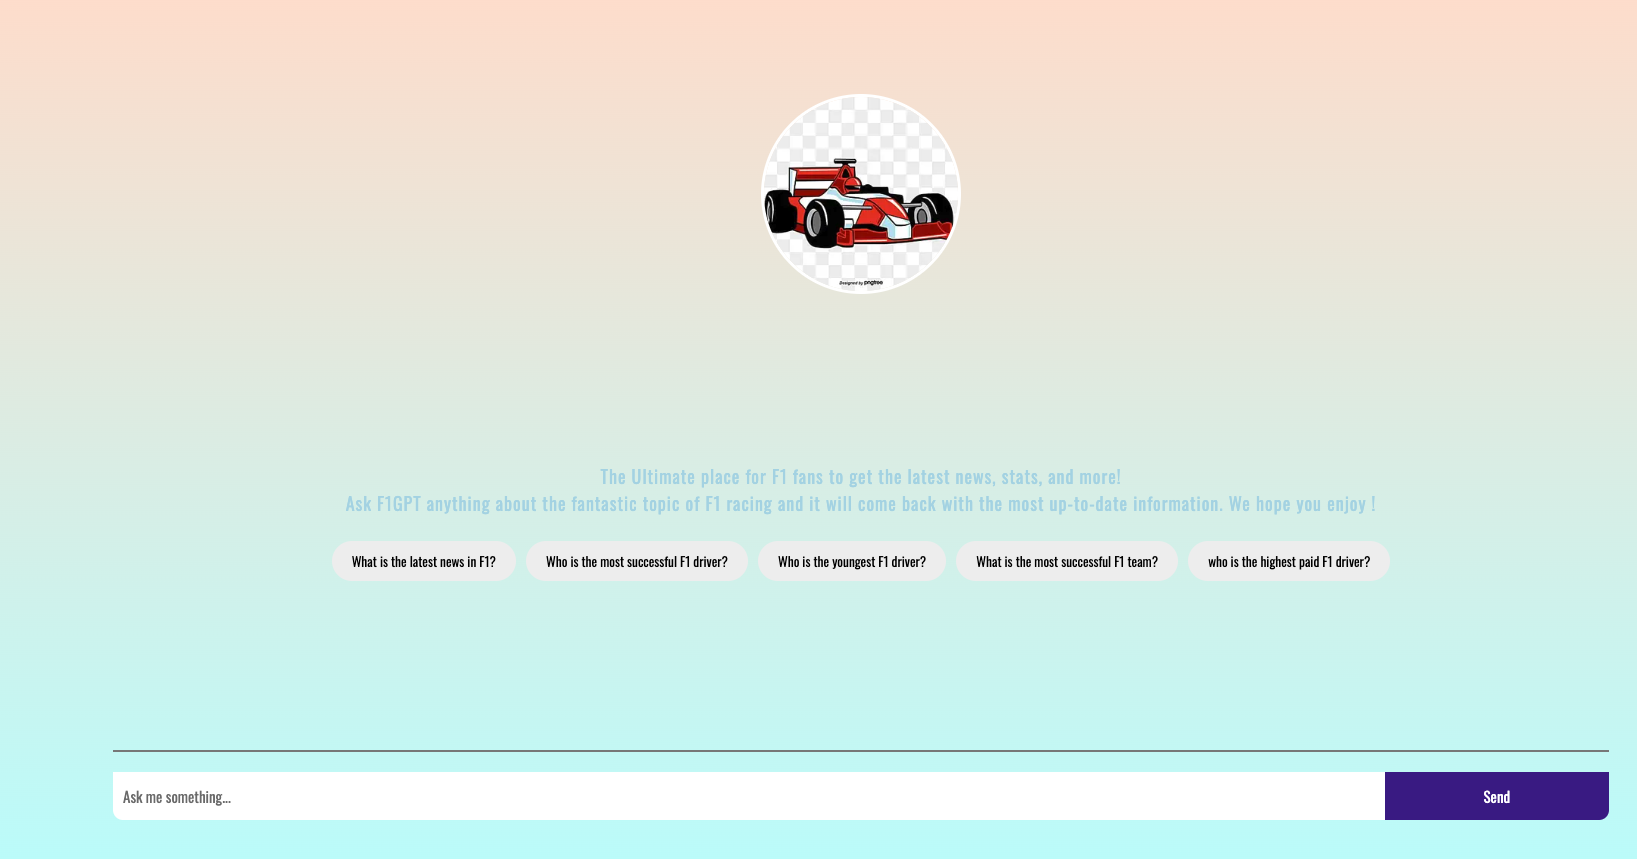 Designed by pngtree
The Ultimate place for F1 fans to get the latest news, stats, and more!
Ask F1GPT anything about the fantastic topic of F1 racing and it will come back with the most up-to-date information. We hope you enjoy !
What is the latest news in F1? Who is the most successful F1 driver? Who is the youngest F1 driver? What is the most successful F1 team? who is the highest paid F1 driver?
Ask me something... Send